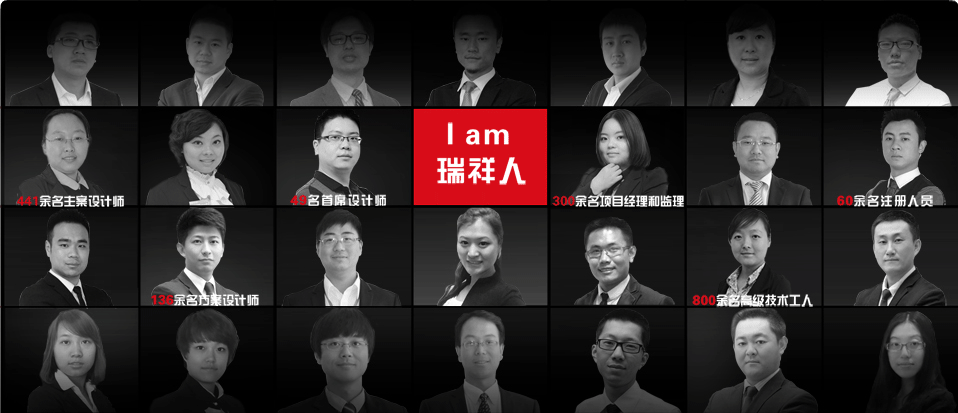 I am
瑞祥人
441余名主案设计师
49名首席设计师
300余名项目经理和监理
60余名注册人员
136余名方案设计师
800余名高级技术工人